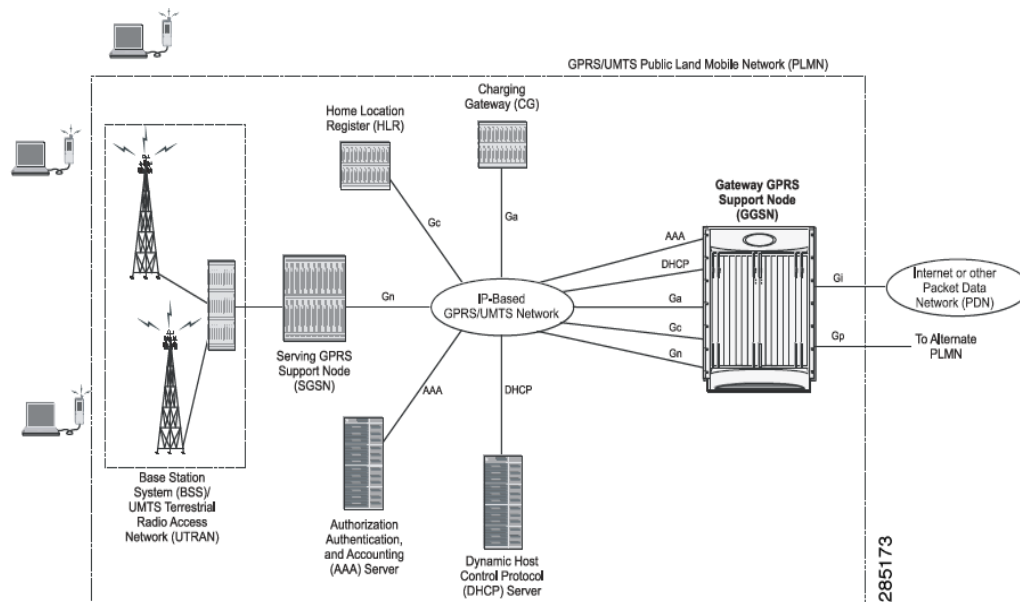 GPRS/UMTS Public Land Mobile Network (PLMN)
Home Location
Register (HLR)
Charging
Gateway (CG)
Gateway GPRS
Support Node
(GGSN)
Gc
Ga
AAA
DHCP
Ga
Gc
Gn
Gi
Internet or other
Packet Data
Network (PDN)
Gp
To Alternate
PLMN
Gn
IP-Based
GPRS/UMTS Network
Serving GPRS
Support Node
(SGSN)
AAA
DHCP
Base Station
System (BSS)/
UMTS Terrestrial
Radio Access
Network (UTRAN)
Authorization
Authentication,
and Accounting
(AAA) Server
Dynamic Host
Control Protocol
(DHCP) Server
285173